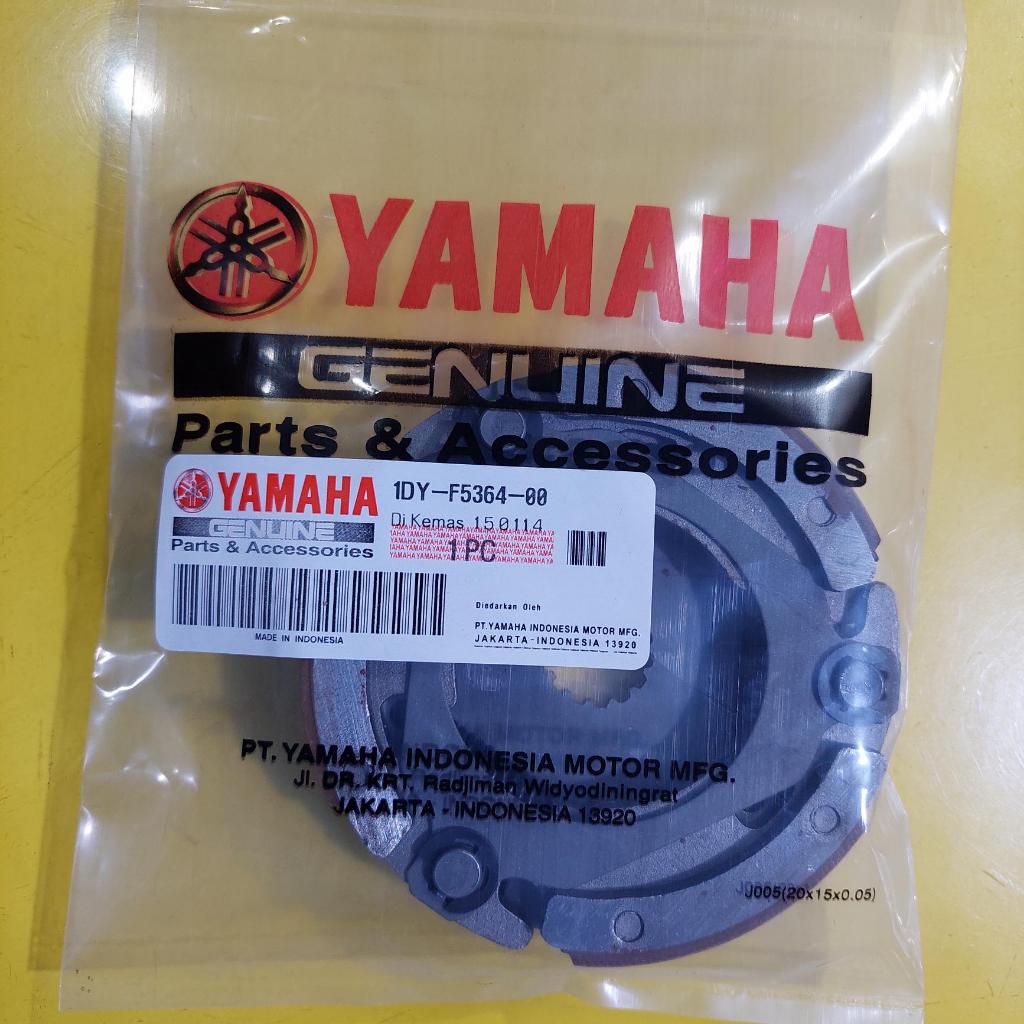 YAMAHA
GENUINE
Parts & Accessories
YAMAHA 1DY-F5364-00
GENUINE Di Kemas 150114
Parts & Accessories 1 PC
Diedarkan Oleh
PT.YAMAHA INDONESIA MOTOR MFG.
JAKARTA-INDONESIA 13920
MADE IN INDONESIA
PT. YAMAHA INDONESIA MOTOR MFG.
Jl. DR. KRT. Radjiman Widyodiningrat
JAKARTA - INDONESIA 13920
J005(20x15x0.05)